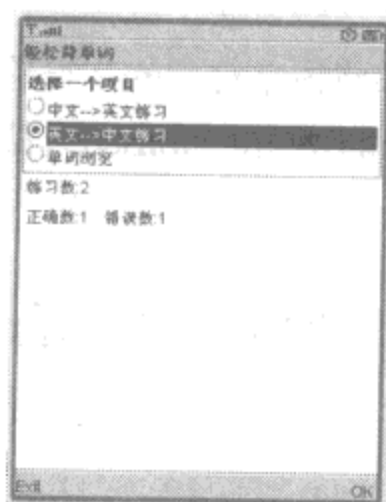 轻松背单词
选择一个项目
中文-->英文练习
英文-->中文练习
单词浏览
练习数:2
正确数:1 错误数:1
Exit OK